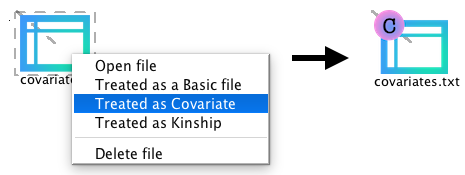 covariate
Open file
Treated as a Basic file
Treated as Covariate
Treated as Kinship
Delete file
C
covariates.txt